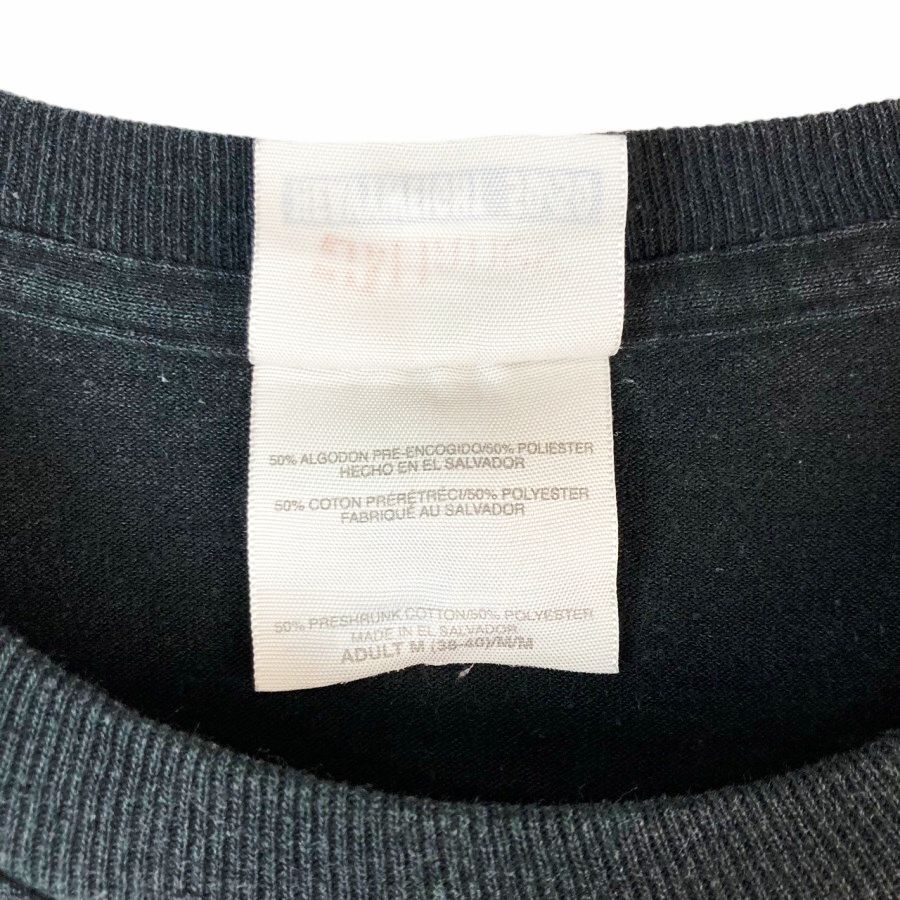 50% ALGODON PRE-ENCOGIDO/50% POLIESTER
HECHO EN EL SALVADOR
50% COTON PRÉRÉTRÉCI/50% POLYESTER
FABRIQUÉ AU SALVADOR
50% PRESHRUNK COTTON/50% POLYESTER
MADE IN EL SALVADOR
ADULT M (38-40)/M/M